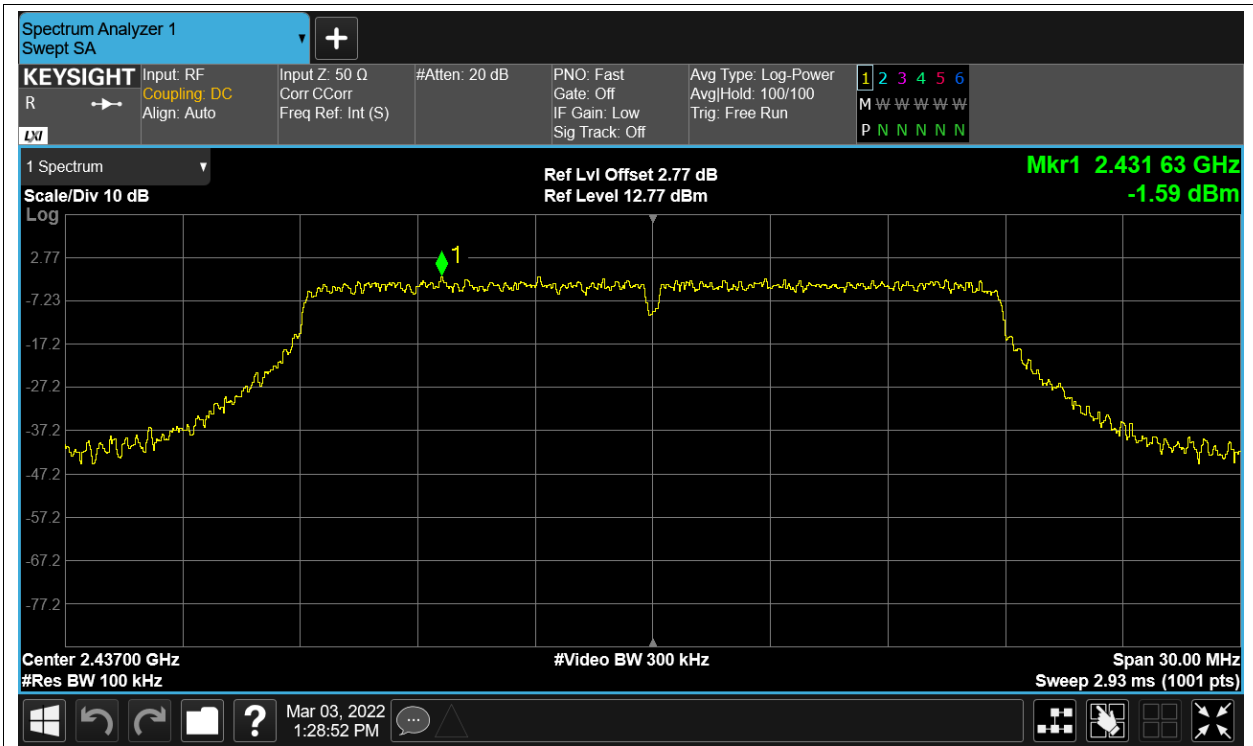 Spectrum Analyzer 1
Swept SA
KEYSIGHT
R
LXI
Input: RF
Coupling: DC
Align: Auto
Input Z: 50 Ω
Corr CCorr
Freq Ref: Int (S)
#Atten: 20 dB
PNO: Fast
Gate: Off
IF Gain: Low
Sig Track: Off
Avg Type: Log-Power
Avg|Hold: 100/100
Trig: Free Run
1 2 3 4 5 6
M W W W W W W
P N N N N N N
1 Spectrum
Scale/Div 10 dB
Log
Ref Lvl Offset 2.77 dB
Ref Level 12.77 dBm
Mkr1 2.431 63 GHz
-1.59 dBm
1
2.77
-7.23
-17.2
-27.2
-37.2
-47.2
-57.2
-67.2
-77.2
Center 2.43700 GHz
#Res BW 100 kHz
#Video BW 300 kHz
Span 30.00 MHz
Sweep 2.93 ms (1001 pts)
?
Mar 03, 2022
1:28:52 PM